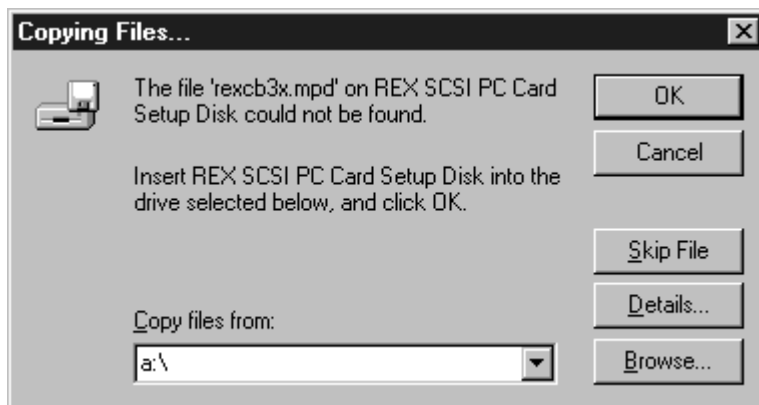 Copying Files...
The file 'rexcb3x.mpd' on REX SCSI PC Card
Setup Disk could not be found.
Insert REX SCSI PC Card Setup Disk into the
drive selected below, and click OK.
Copy files from:
a:\
OK
Cancel
Skip File
Details...
Browse...